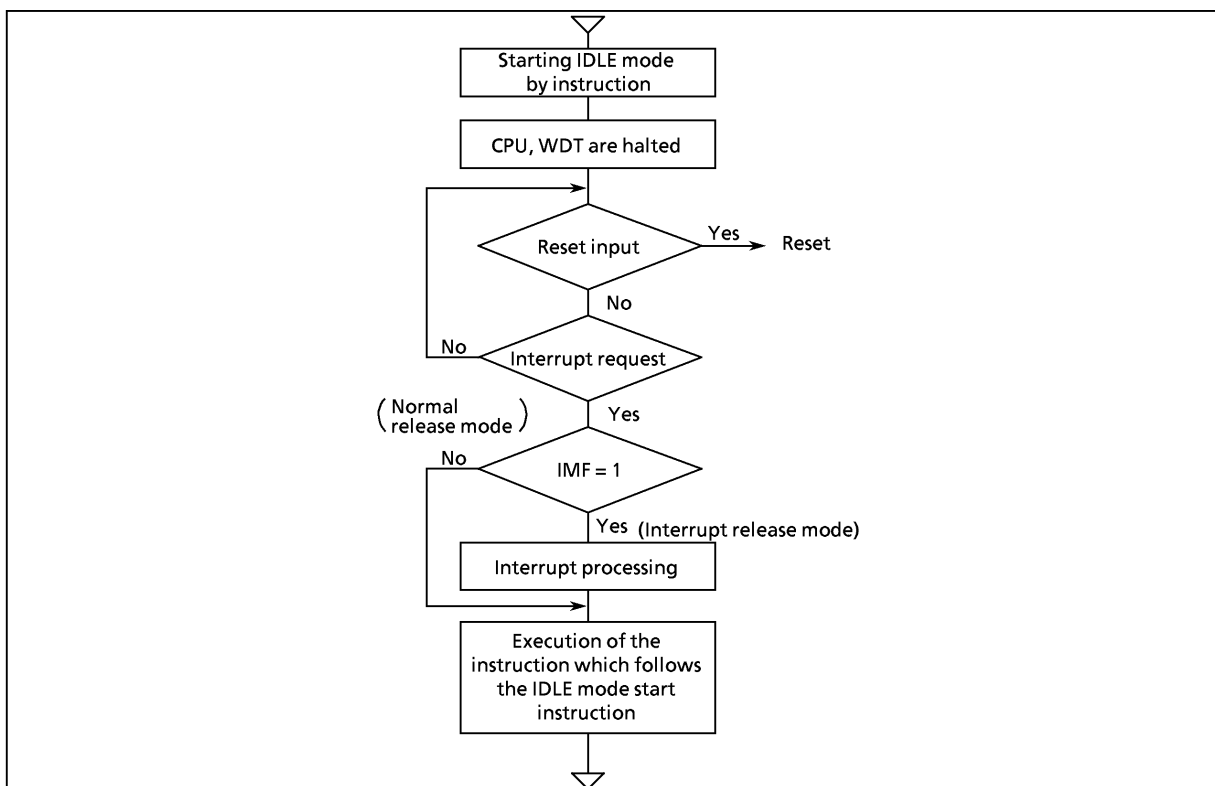 Starting IDLE mode
by instruction
CPU, WDT are halted
Reset input
Yes
Reset
No
Interrupt request
No
Yes
(Normal
release mode)
IMF = 1
No
Yes (Interrupt release mode)
Interrupt processing
Execution of the
instruction which follows
the IDLE mode start
instruction